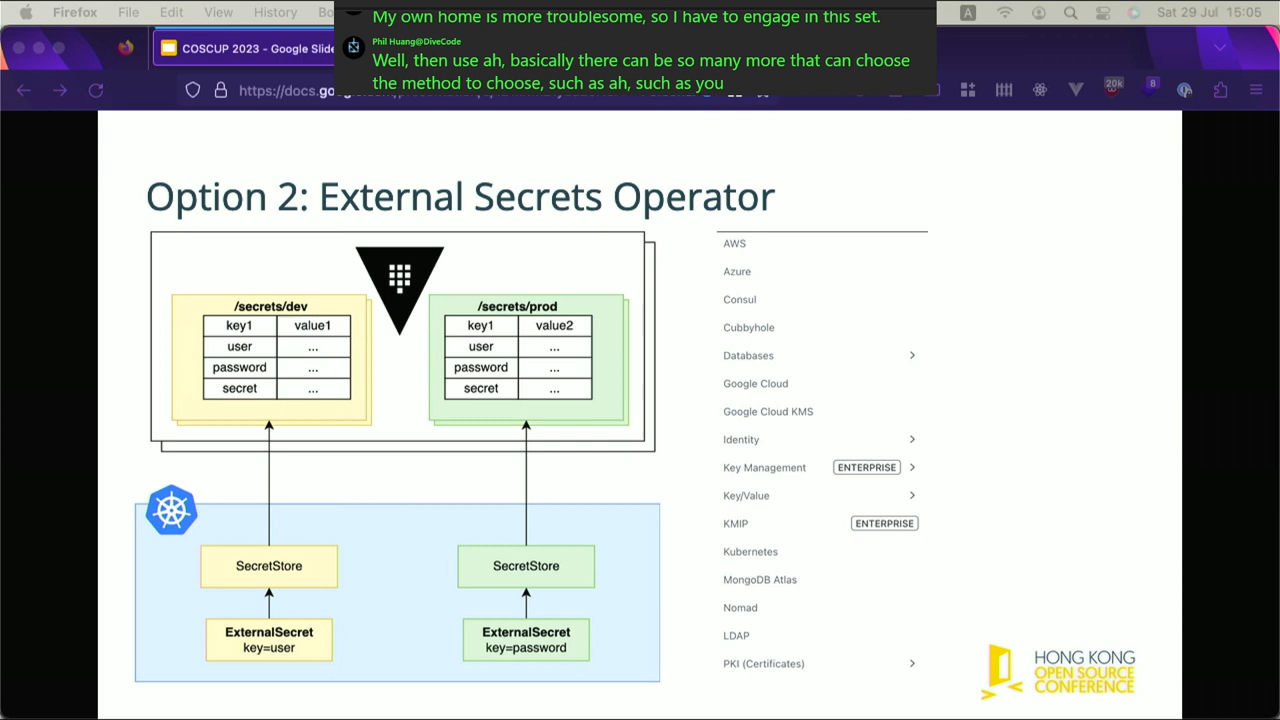 Firefox File Edit View History Bo
A Sat 29 Jul 15:05
My own home is more troublesome, so I have to engage in this set.
Phil Huang@DiveCode
Well, then use ah, basically there can be so many more that can choose
the method to choose, such as ah, such as you
COSCUP 2023 - Google Slide
https://docs.go
20k
8
Option 2: External Secrets Operator
/secrets/dev
key1 value1
user ...
password ...
secret ...
/secrets/prod
key1 value2
user ...
password ...
secret ...
SecretStore
SecretStore
ExternalSecret
key=user
ExternalSecret
key=password
AWS
Azure
Consul
Cubbyhole
Databases
Google Cloud
Google Cloud KMS
Identity
Key Management ENTERPRISE
Key/Value
KMIP ENTERPRISE
Kubernetes
MongoDB Atlas
Nomad
LDAP
PKI (Certificates)
HONG KONG
OPEN SOURCE
CONFERENCE